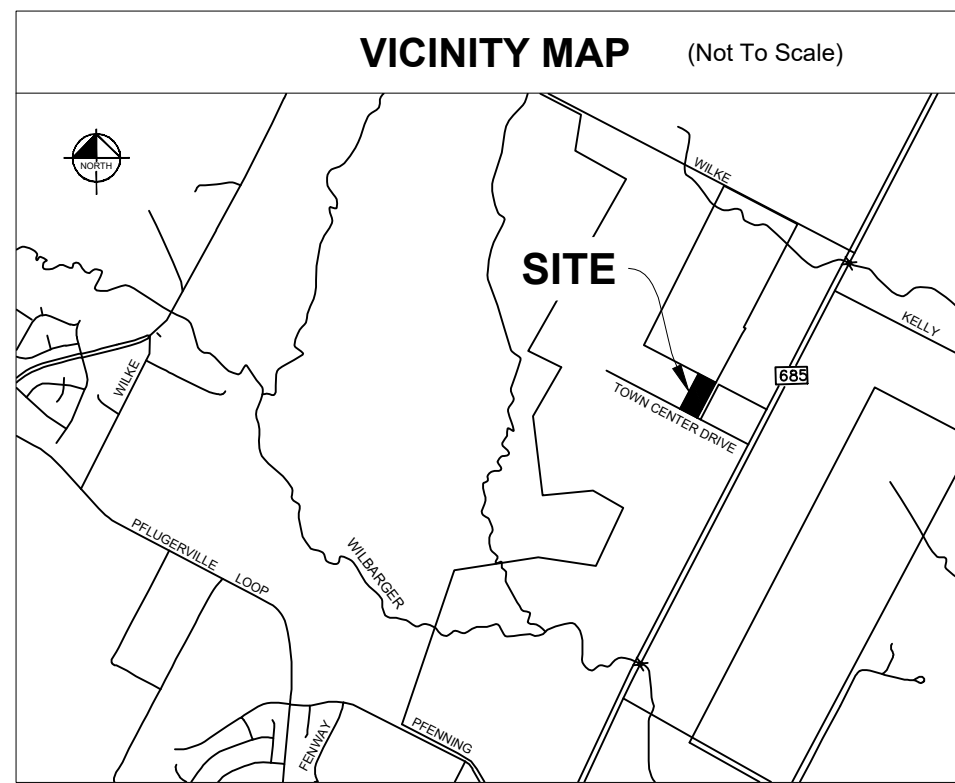 VICINITY MAP (Not To Scale)
NORTH
WILKE
SITE
KELLY
685
WILKE
TOWN CENTER DRIVE
PFLUGERVILLE LOOP
WILBARGER
FENWAY
PFENNING